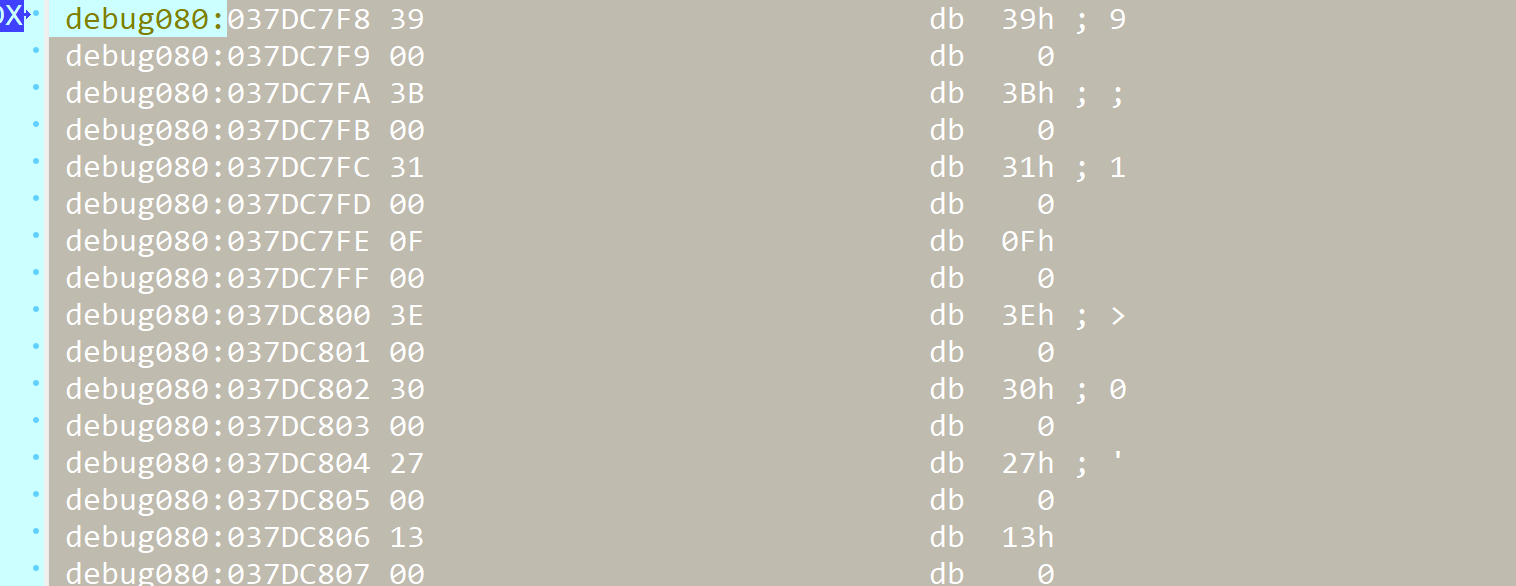 DX debug080:037DC7F8 39 db 39h ; 9
debug080:037DC7F9 00 db 0
debug080:037DC7FA 3B db 3Bh ; ;
debug080:037DC7FB 00 db 0
debug080:037DC7FC 31 db 31h ; 1
debug080:037DC7FD 00 db 0
debug080:037DC7FE 0F db 0Fh
debug080:037DC7FF 00 db 0
debug080:037DC800 3E db 3Eh ; >
debug080:037DC801 00 db 0
debug080:037DC802 30 db 30h ; 0
debug080:037DC803 00 db 0
debug080:037DC804 27 db 27h ; '
debug080:037DC805 00 db 0
debug080:037DC806 13 db 13h
debug080:037DC807 00 db 0